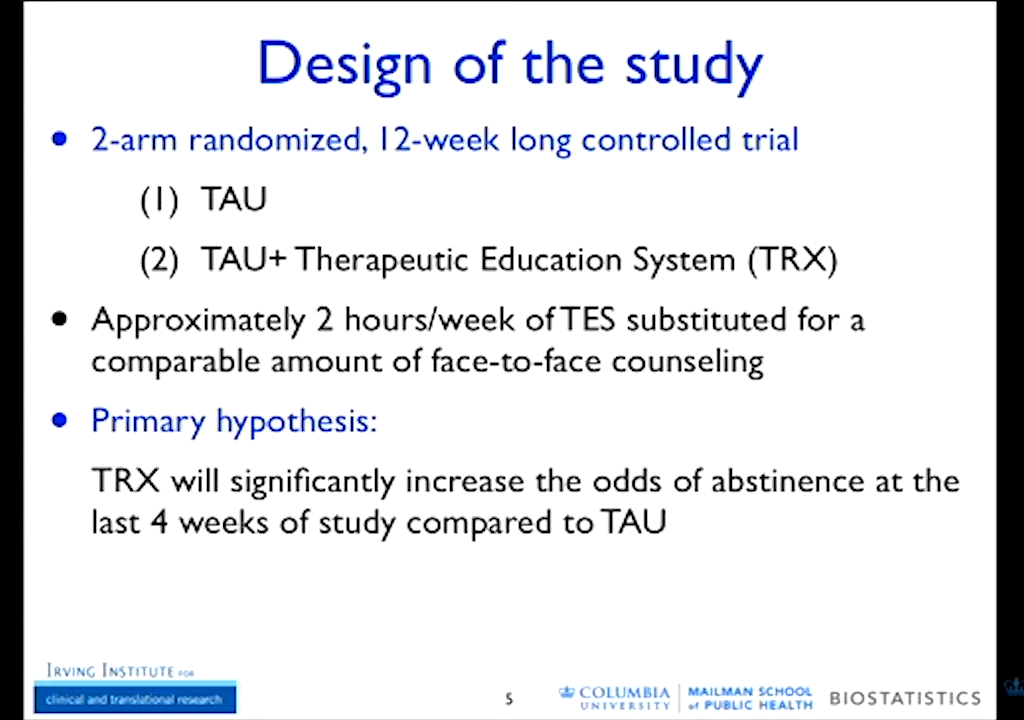 Design of the study
• 2-arm randomized, 12-week long controlled trial
(1) TAU
(2) TAU+ Therapeutic Education System (TRX)
• Approximately 2 hours/week of TES substituted for a
comparable amount of face-to-face counseling
• Primary hypothesis:
TRX will significantly increase the odds of abstinence at the
last 4 weeks of study compared to TAU
IRVING INSTITUTE FOR
clinical and translational research
5
COLUMBIA
UNIVERSITY
MAILMAN SCHOOL
of PUBLIC HEALTH
BIOSTATISTICS